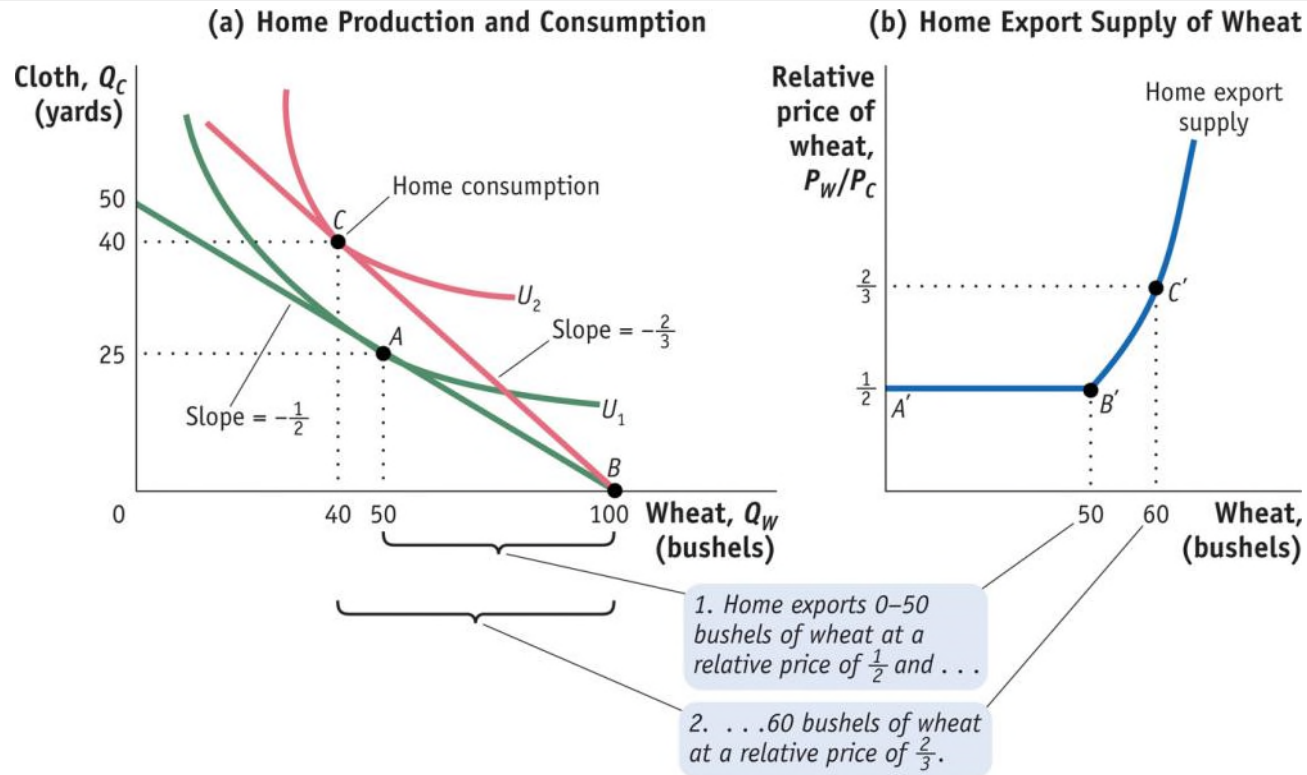 (a) Home Production and Consumption
Cloth, Q_C
(yards)
50
40
25
0
40 50 100 Wheat, Q_W
(bushels)
Home consumption
C
A
B
U_2
U_1
Slope = -2/3
Slope = -1/2
(b) Home Export Supply of Wheat
Relative
price of
wheat,
P_W/P_C
Home export
supply
2/3
1/2
A′
B′
C′
50 60 Wheat,
(bushels)
1. Home exports 0–50
bushels of wheat at a
relative price of 1/2 and . . .
2. . . .60 bushels of wheat
at a relative price of 2/3.